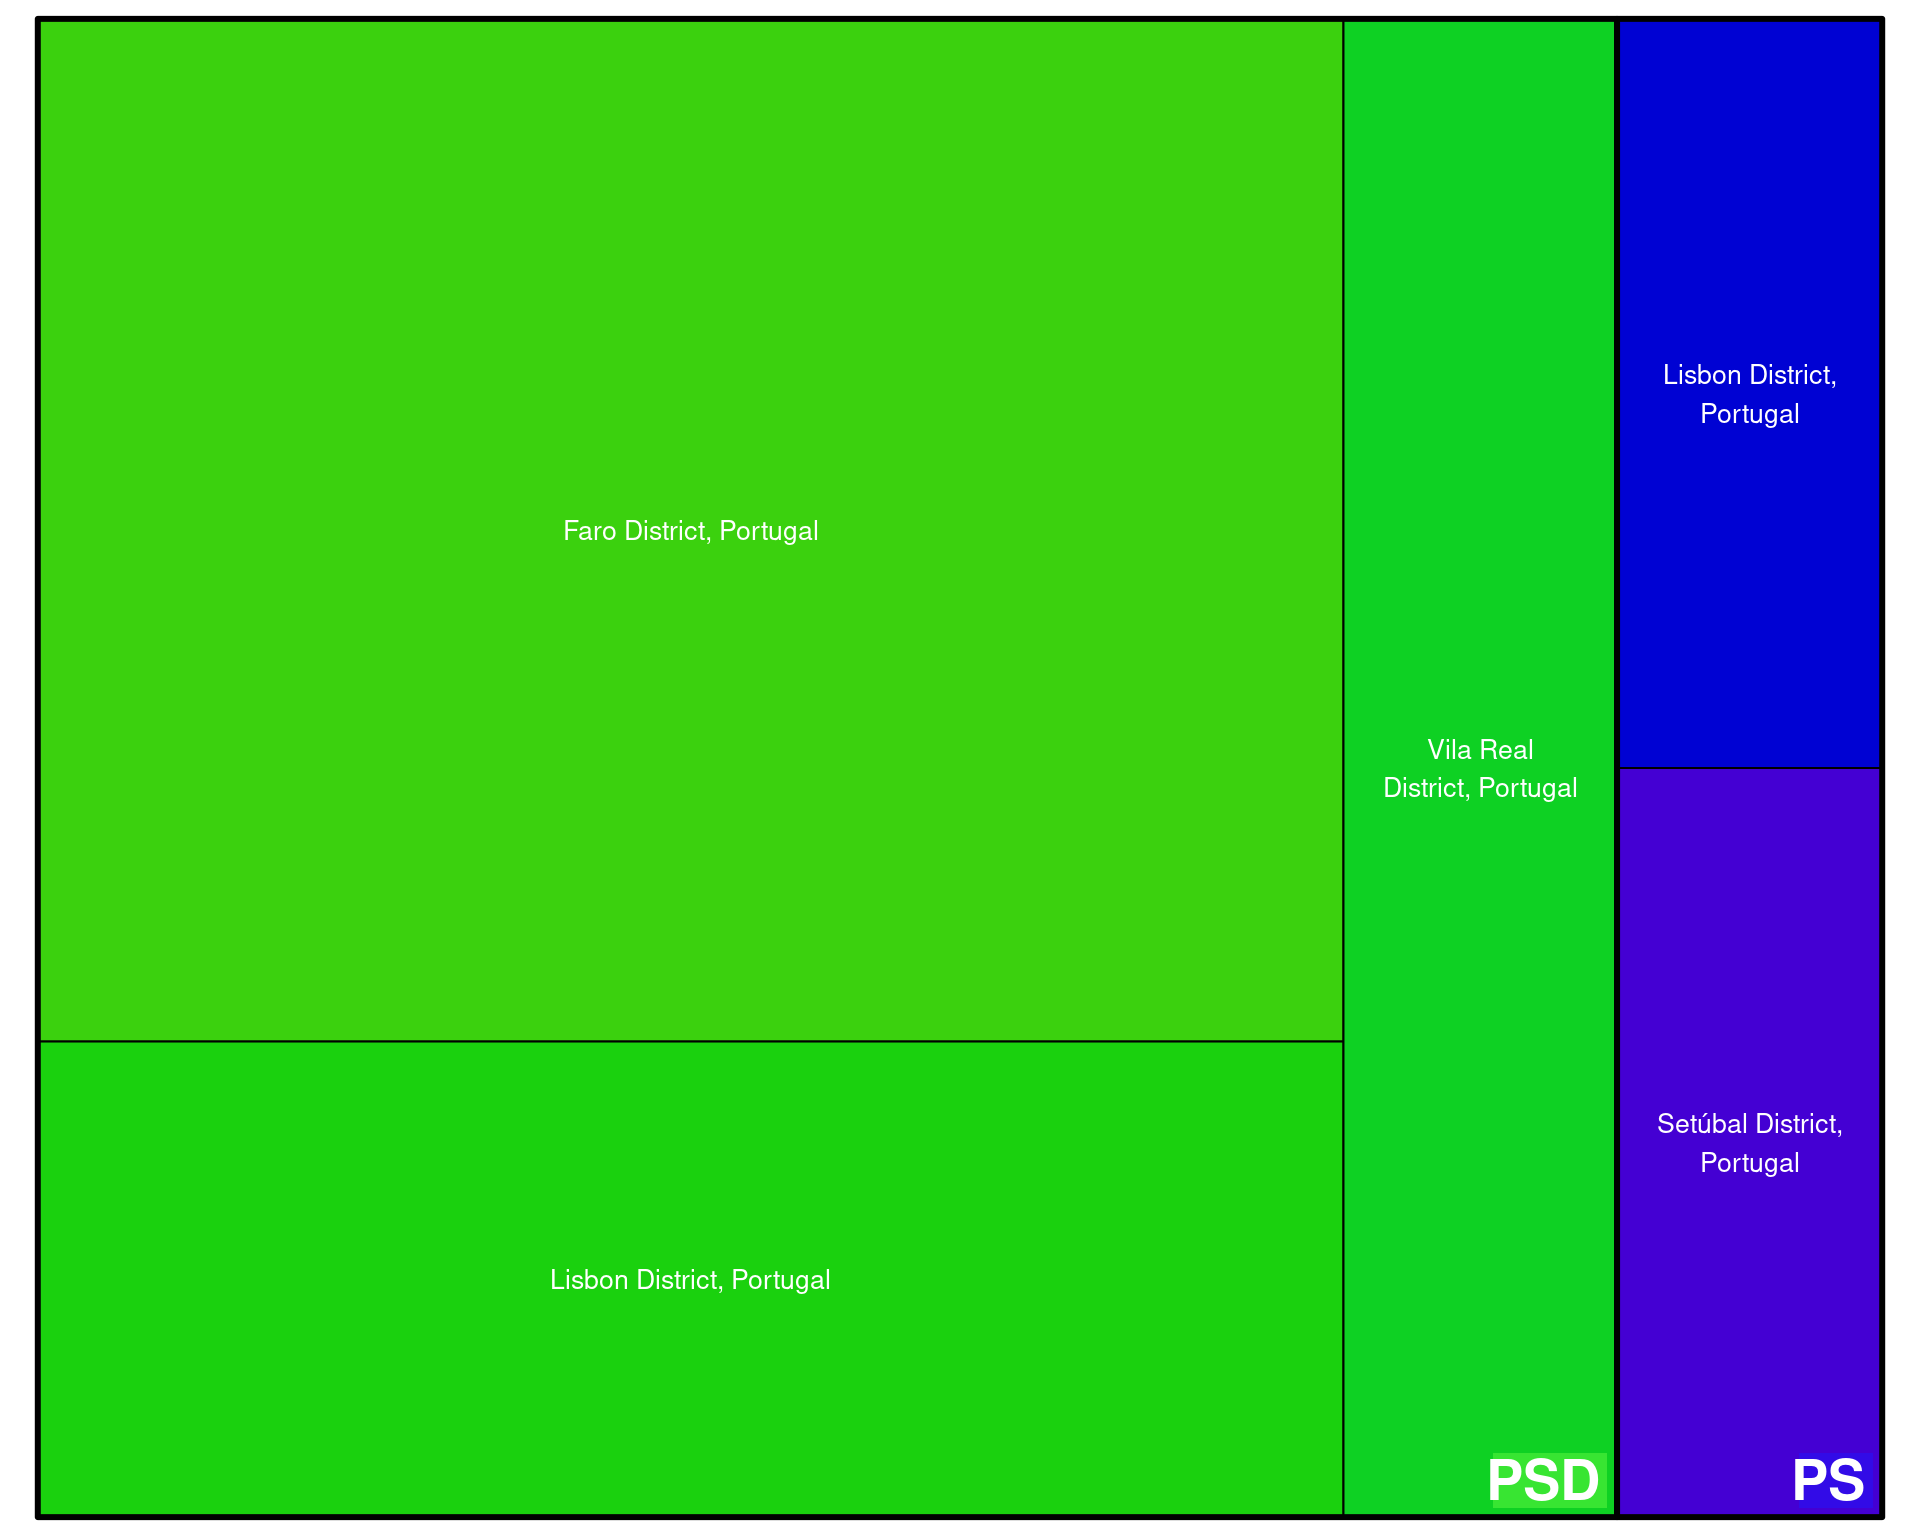 Faro District, Portugal
Lisbon District, Portugal
Vila Real
District, Portugal
PSD
Lisbon District,
Portugal
Setúbal District,
Portugal
PS